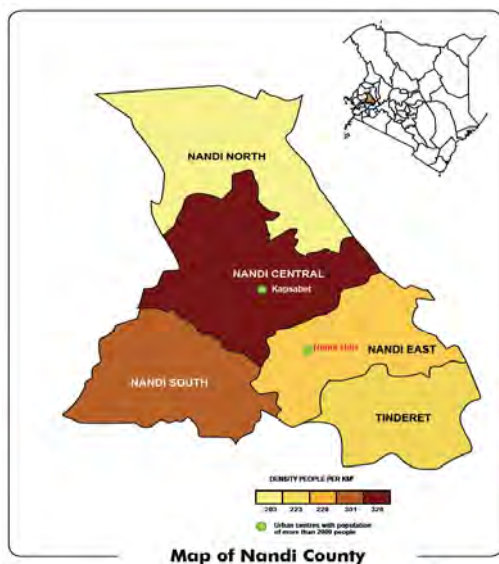 NANDI NORTH
NANDI CENTRAL
Kapsabet
NANDI EAST
NANDI SOUTH
TINDERET
DENSITY PEOPLE PER KM²
203 223 229 301 328
Urban centres with population
of more than 2000 people
Map of Nandi County